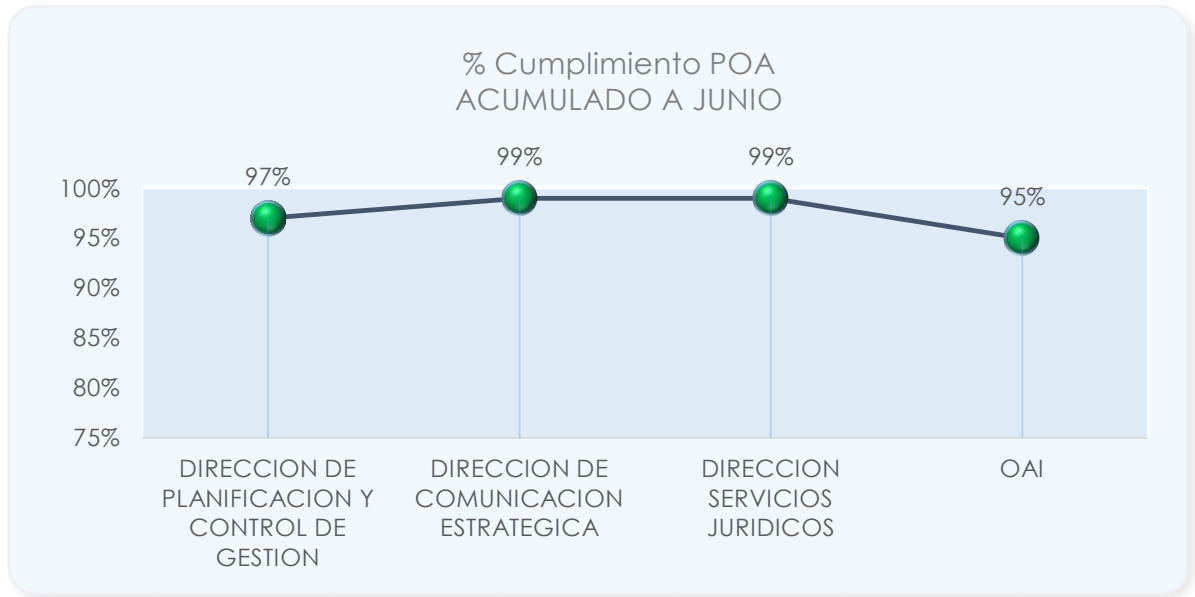 % Cumplimiento POA
ACUMULADO A JUNIO
97%
99%
99%
95%
100%
95%
90%
85%
80%
75%
DIRECCION DE
PLANIFICACION Y
CONTROL DE
GESTION
DIRECCION DE
COMUNICACION
ESTRATEGICA
DIRECCION
SERVICIOS
JURIDICOS
OAI